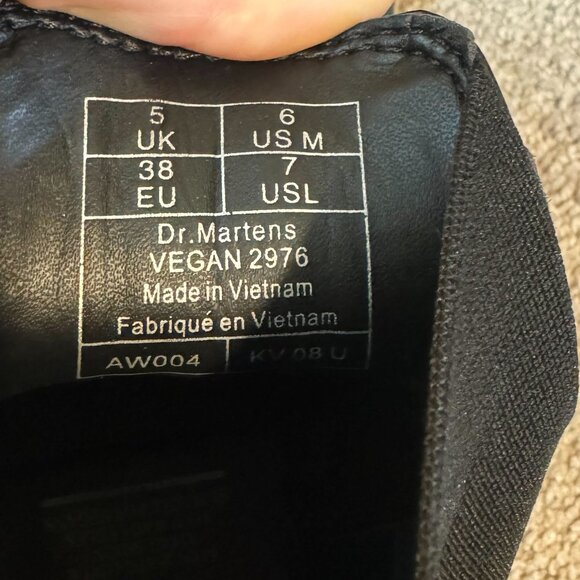 5 6
UK US M
38 7
EU USL
Dr.Martens
VEGAN 2976
Made in Vietnam
Fabriqué en Vietnam
AW004 KV 08 U